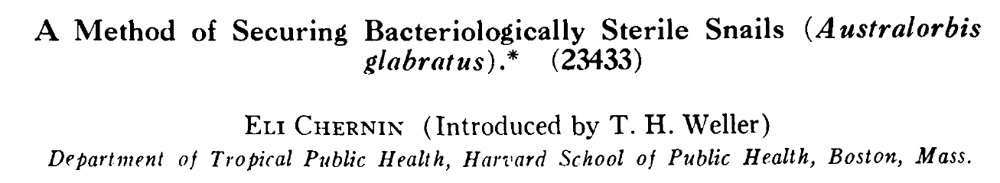 A Method of Securing Bacteriologically Sterile Snails (Australorbis
glabratus).* (23433)
ELI CHERNIN (Introduced by T. H. Weller)
Department of Tropical Public Health, Harvard School of Public Health, Boston, Mass.